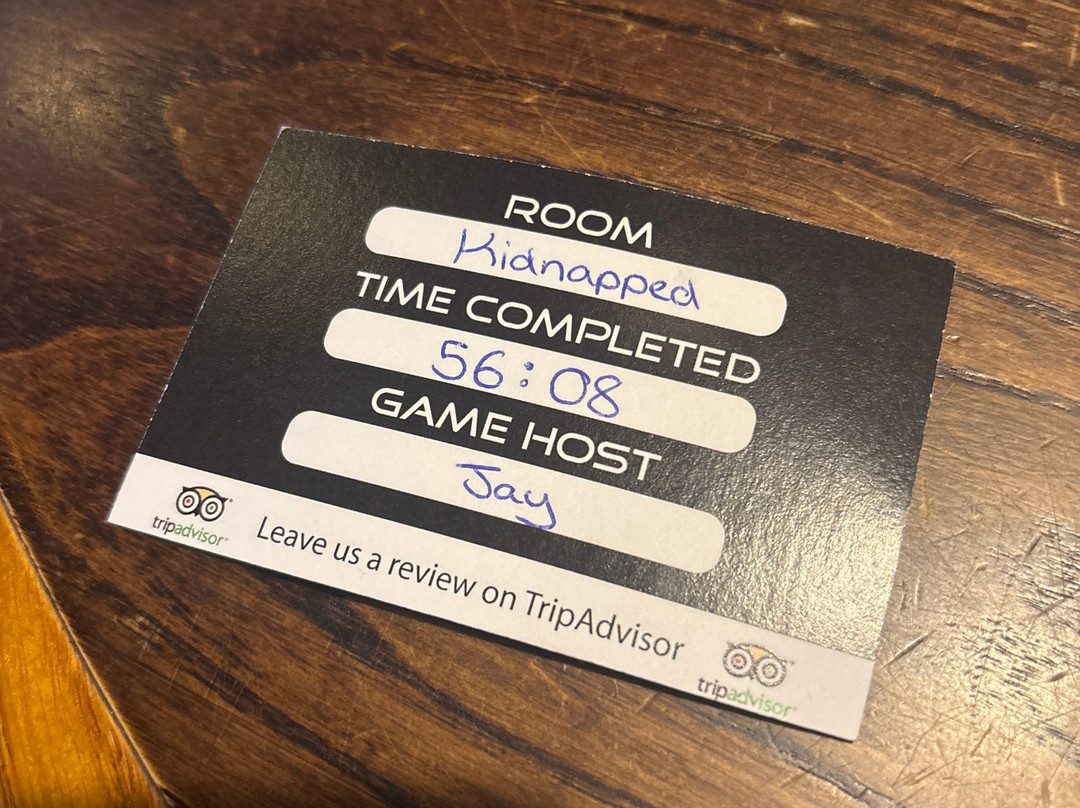 ROOM
Kidnapped
TIME COMPLETED
56:08
GAME HOST
Jay
tripadvisor®
Leave us a review on TripAdvisor
tripadvisor®